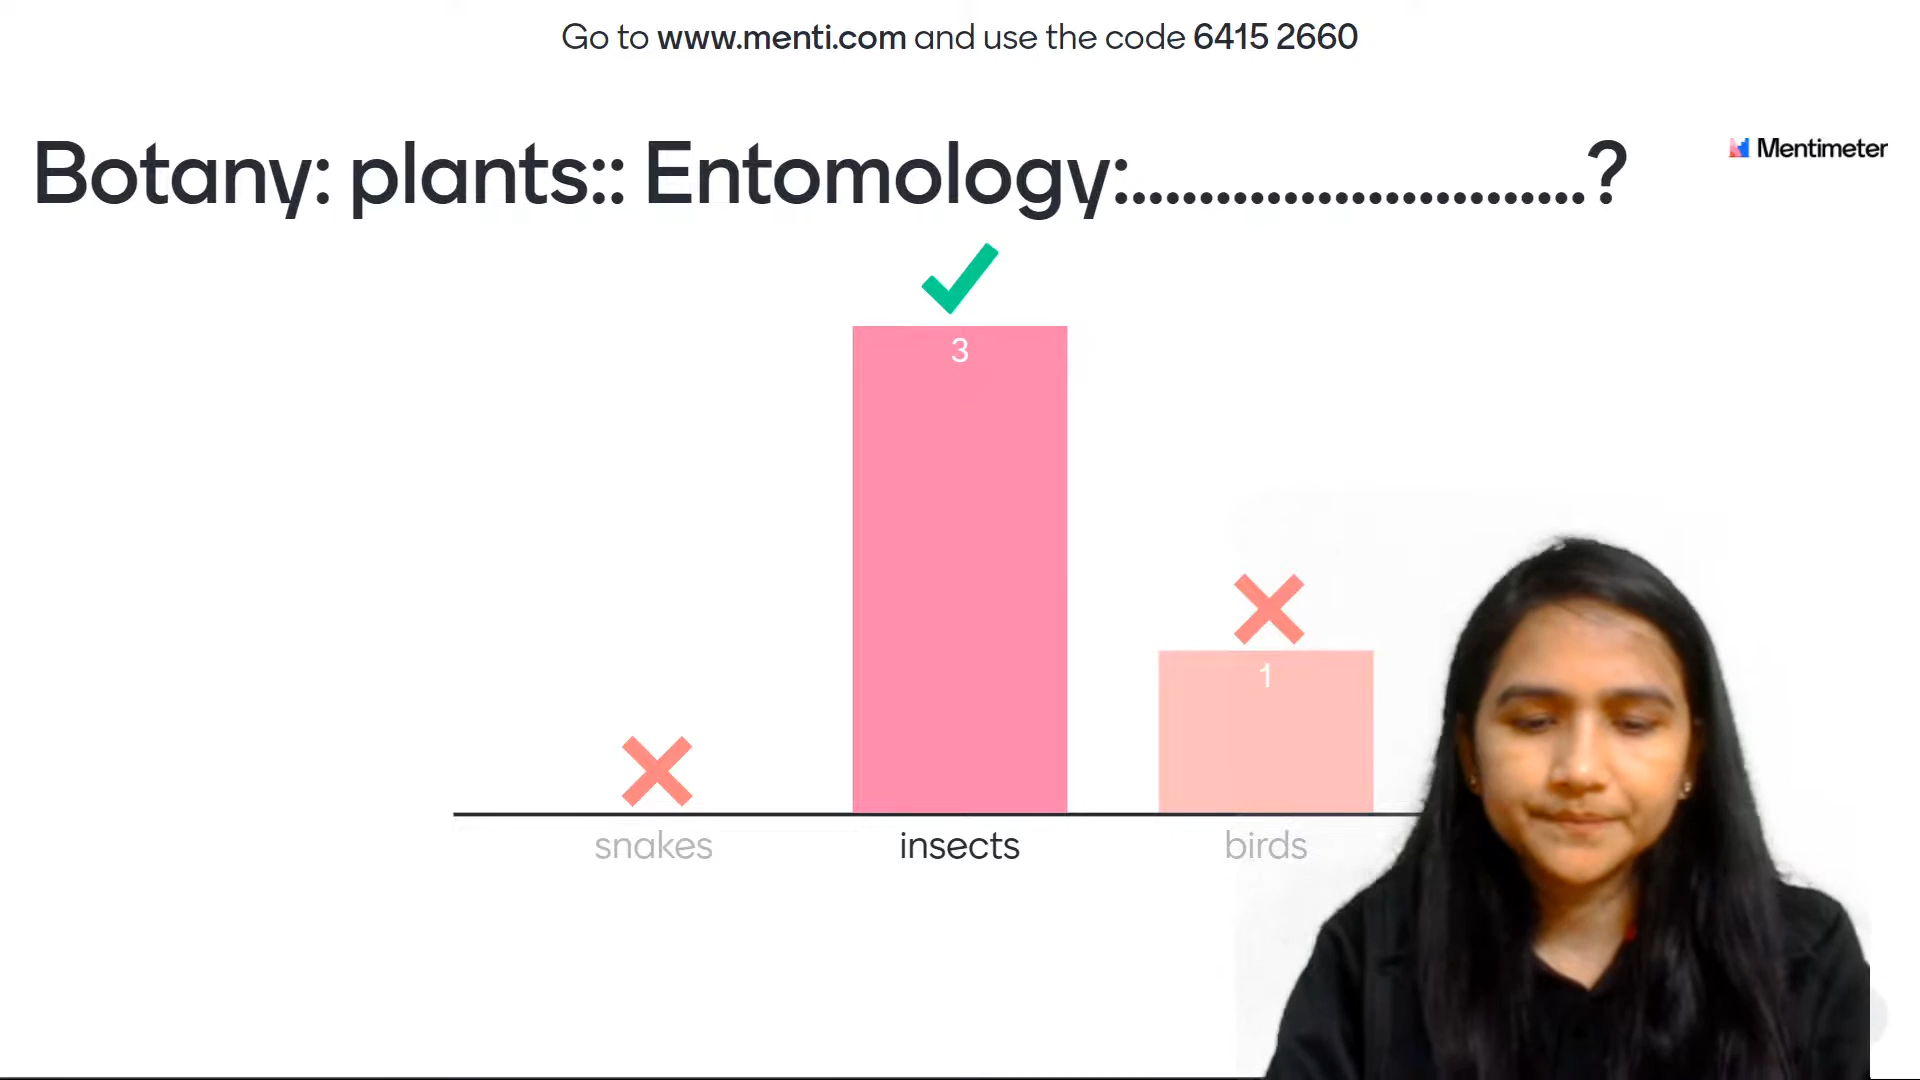 Go to www.menti.com and use the code 6415 2660
Botany: plants:: Entomology:...........................?
Mentimeter
3
1
snakes
insects
birds